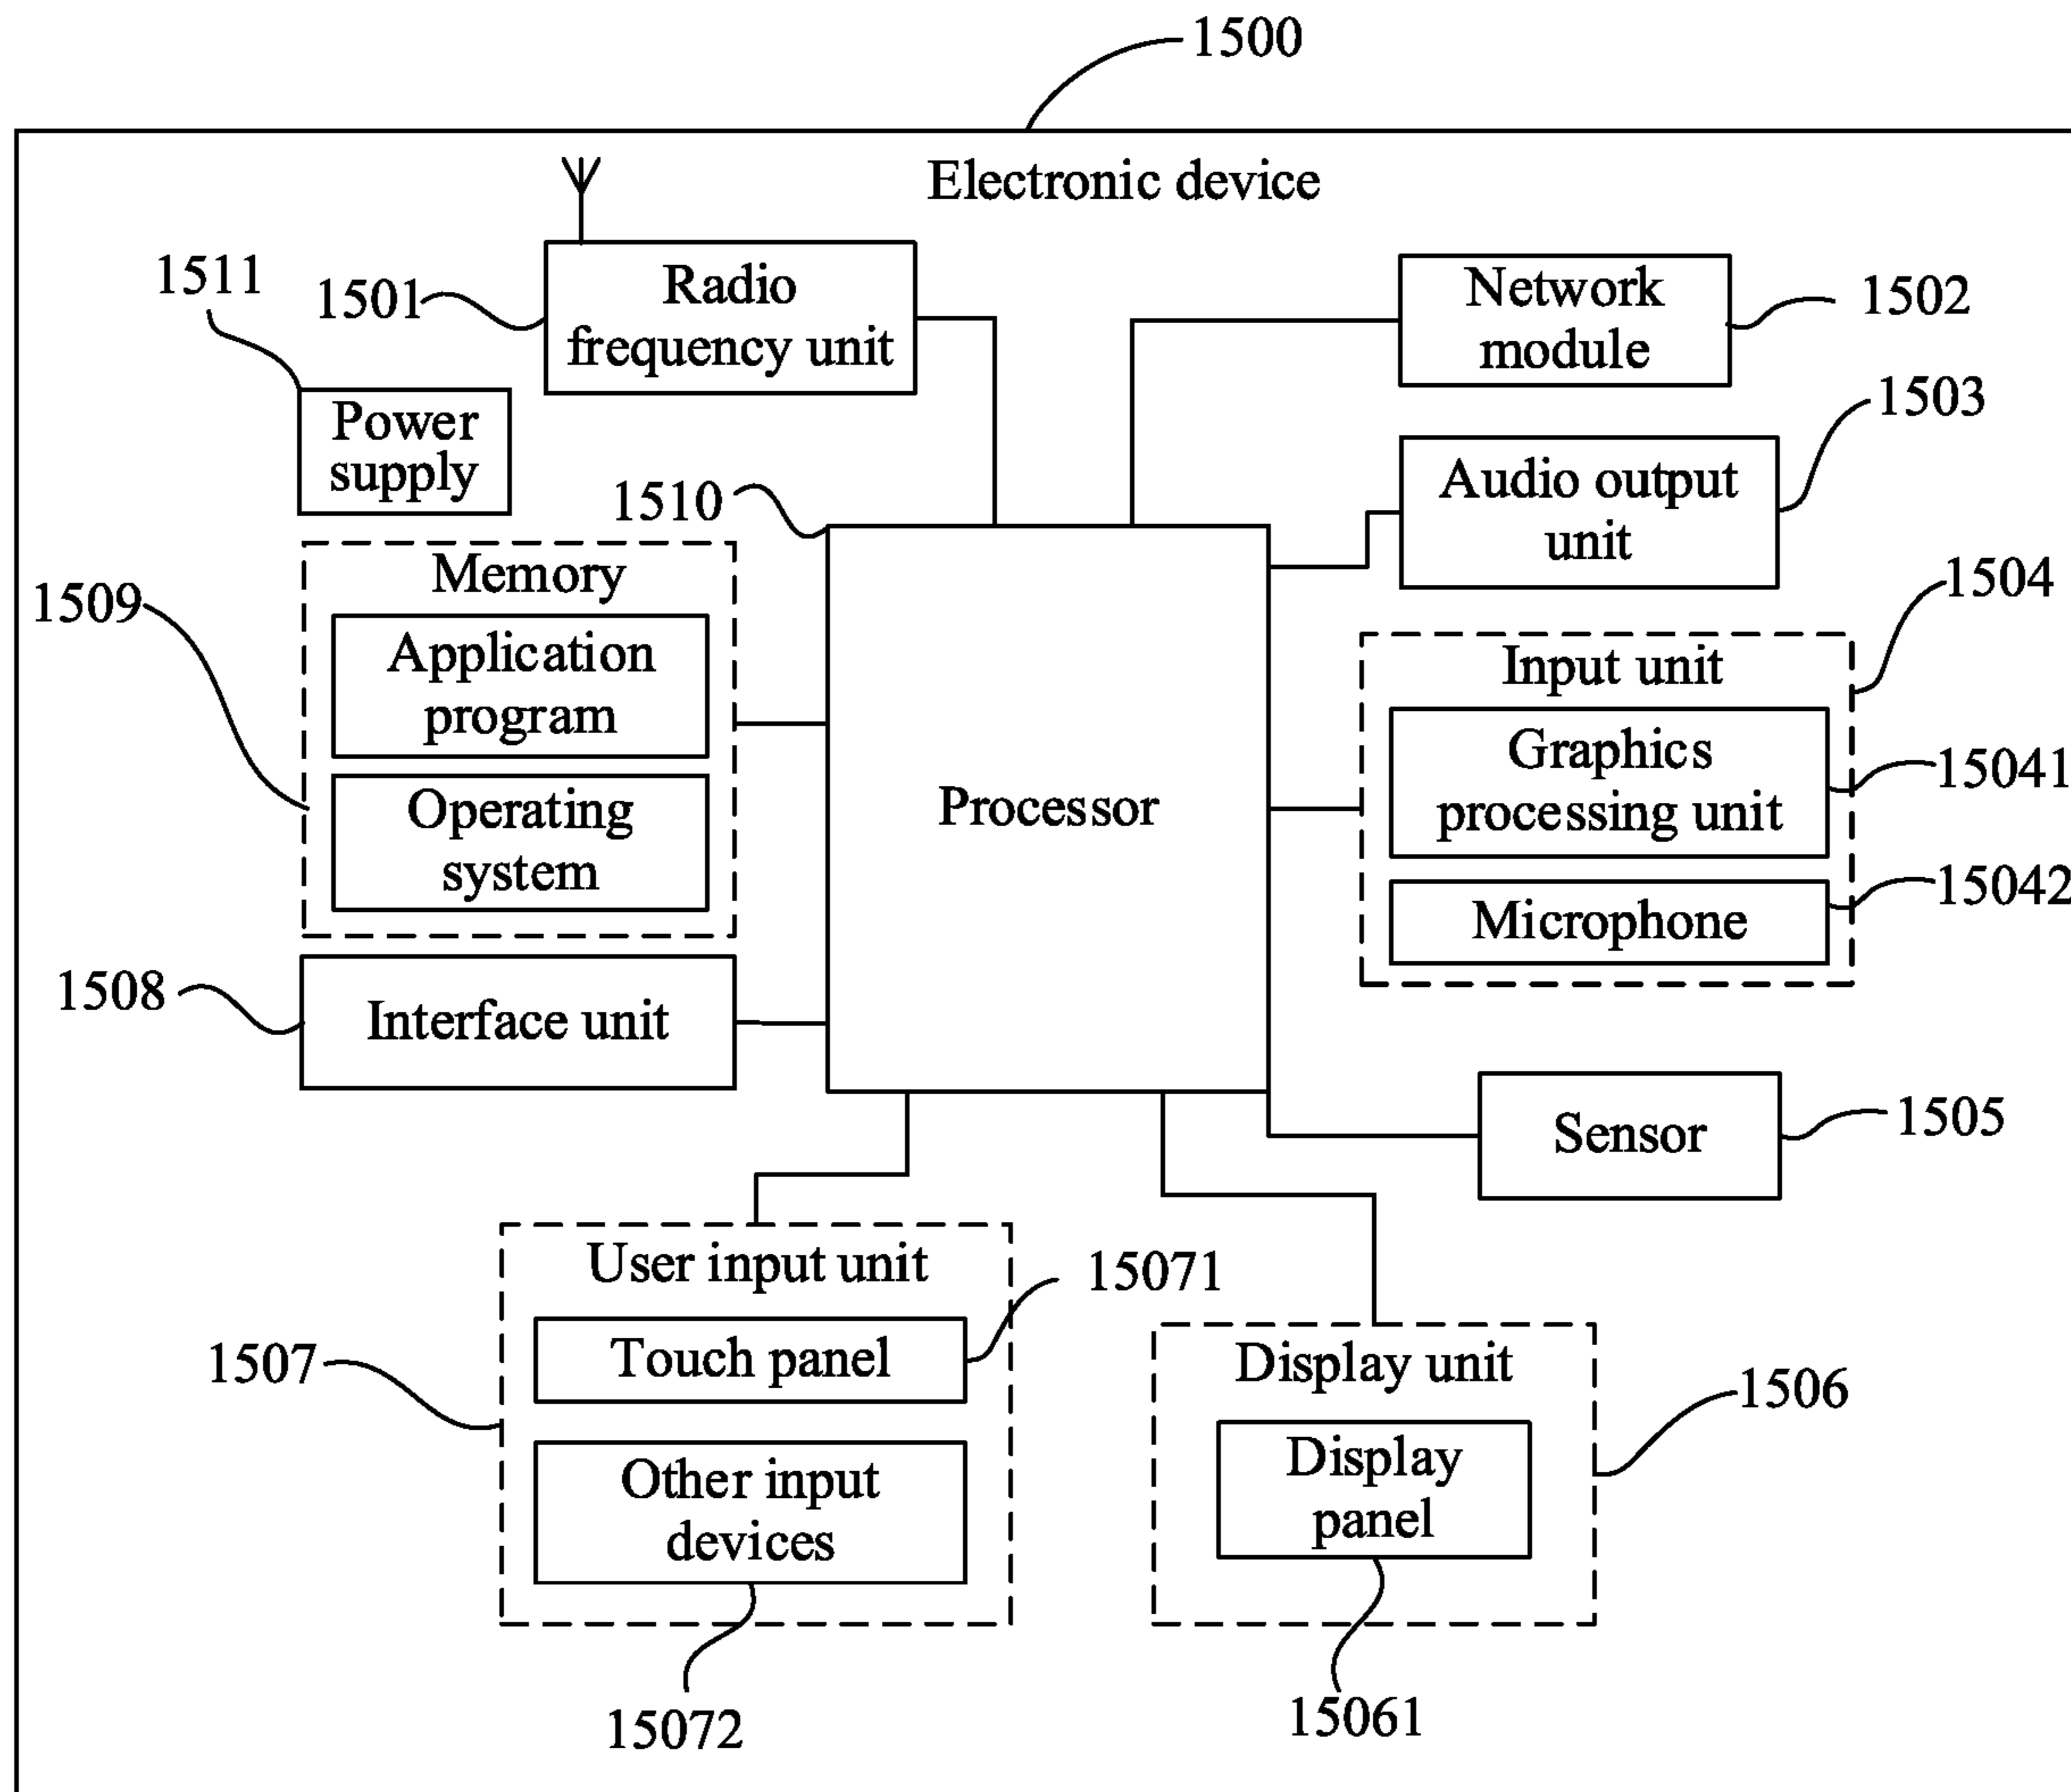 1500
Electronic device
1511
1501
Radio
frequency unit
Network
module
1502
Power
supply
1503
1510
Audio output
unit
1509
Memory
Application
program
Operating
system
1504
Input unit
Graphics
processing unit
15041
Microphone
15042
Processor
1508
Interface unit
Sensor
1505
User input unit
15071
1507
Touch panel
Other input
devices
15072
Display unit
1506
Display
panel
15061